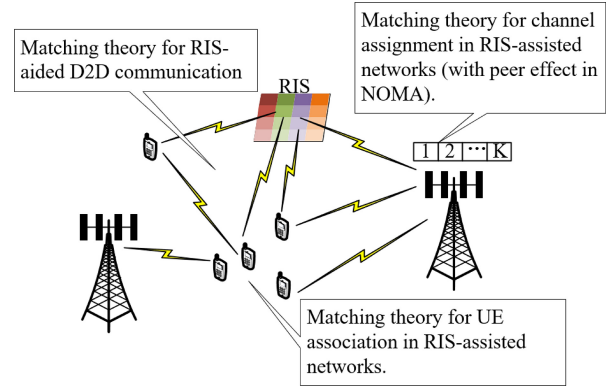 Matching theory for RIS-
aided D2D communication
Matching theory for channel
assignment in RIS-assisted
networks (with peer effect in
NOMA).
RIS
1 2 ··· K
Matching theory for UE
association in RIS-assisted
networks.